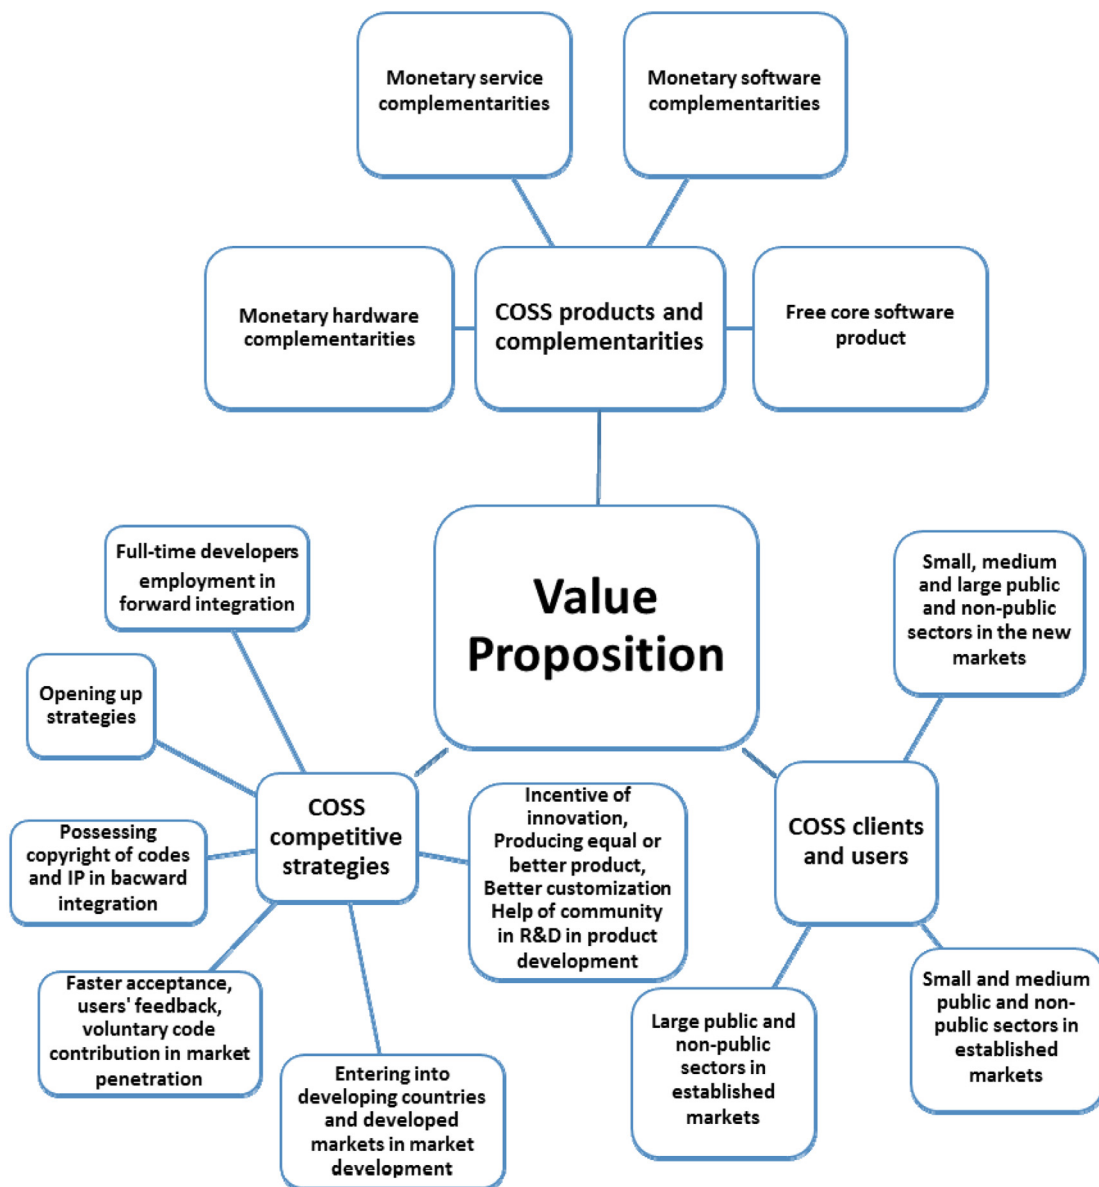 Monetary service
complementarities
Monetary software
complementarities
Monetary hardware
complementarities
COSS products and
complementarities
Free core software
product
Value
Proposition
Full-time developers
employment in
forward integration
Opening up
strategies
Possessing
copyright of codes
and IP in bacward
integration
Faster acceptance,
users' feedback,
voluntary code
contribution in market
penetration
COSS
competitive
strategies
Entering into
developing countries
and developed
markets in market
development
Incentive of
innovation,
Producing equal or
better product,
Better customization
Help of community
in R&D in product
development
Small, medium
and large public
and non-public
sectors in the new
markets
COSS clients
and users
Large public and
non-public
sectors in
established
markets
Small and medium
public and non-
public sectors in
established
markets